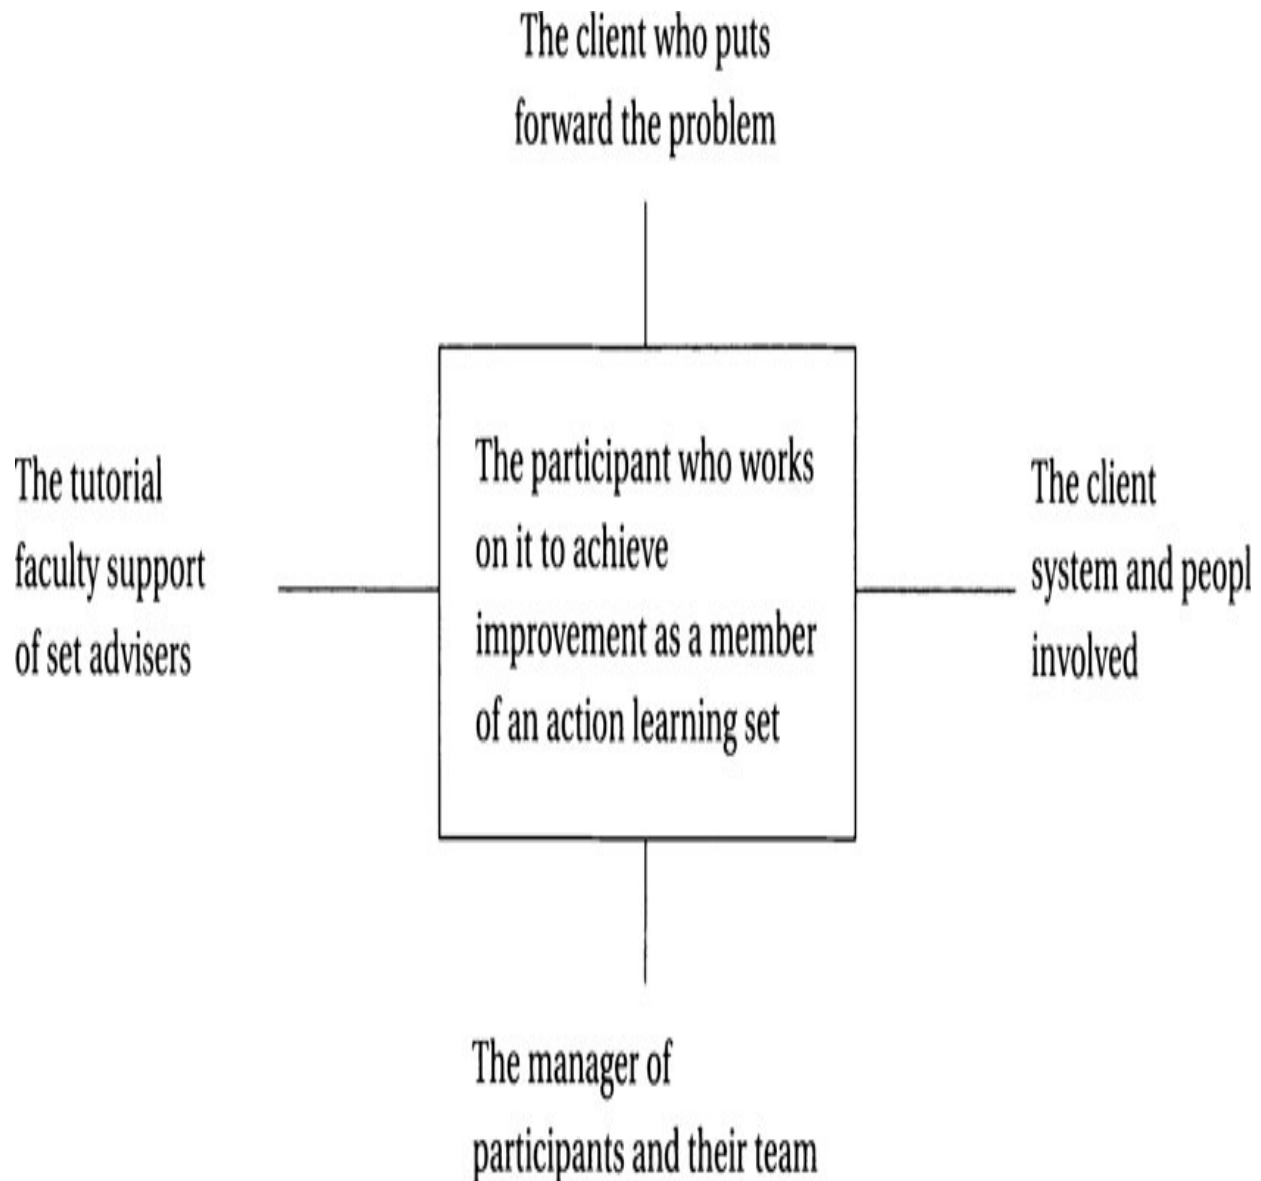 The client who puts
forward the problem
The tutorial
faculty support
of set advisers
The participant who works
on it to achieve
improvement as a member
of an action learning set
The client
system and peopl
involved
The manager of
participants and their team